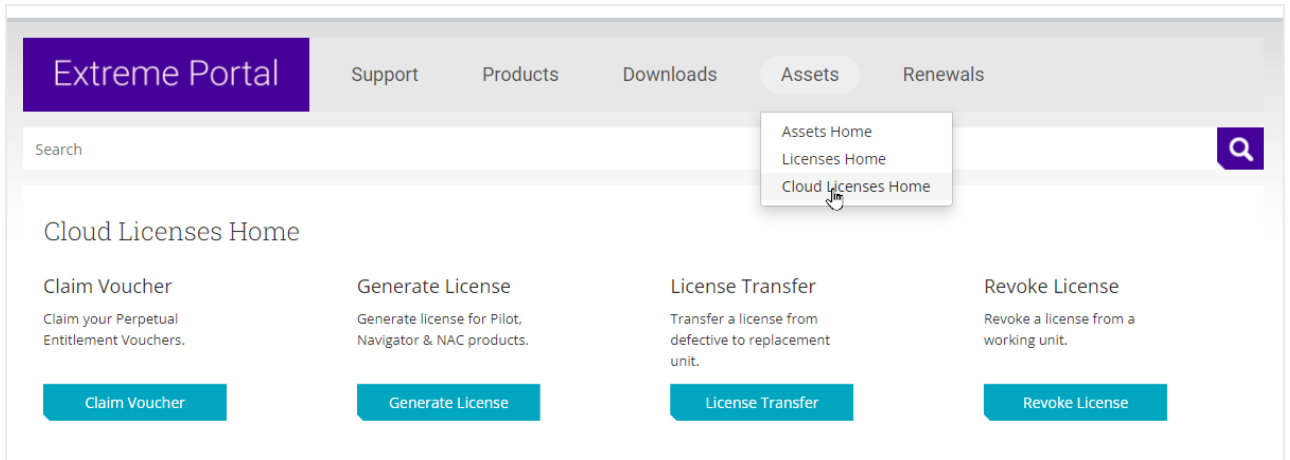 Extreme Portal
Support
Products
Downloads
Assets
Renewals
Assets Home
Licenses Home
Cloud Licenses Home
Search
Cloud Licenses Home
Claim Voucher
Claim your Perpetual
Entitlement Vouchers.
Claim Voucher
Generate License
Generate license for Pilot,
Navigator & NAC products.
Generate License
License Transfer
Transfer a license from
defective to replacement
unit.
License Transfer
Revoke License
Revoke a license from a
working unit.
Revoke License